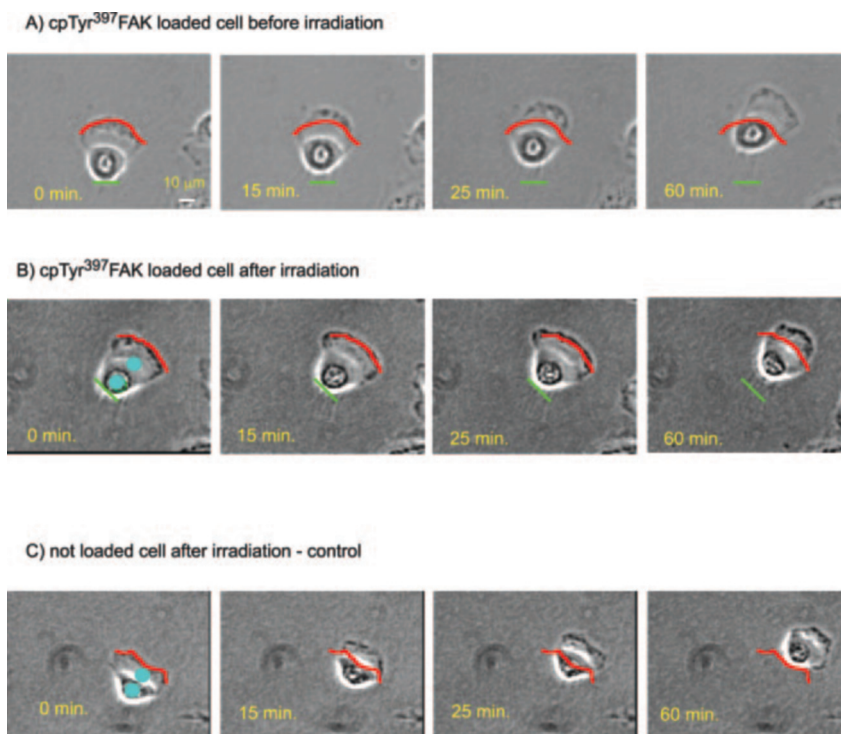 A) cpTyr³⁹⁷FAK loaded cell before irradiation
0 min. 10 µm 15 min. 25 min. 60 min.
B) cpTyr³⁹⁷FAK loaded cell after irradiation
0 min. 15 min. 25 min. 60 min.
C) not loaded cell after irradiation - control
0 min. 15 min. 25 min. 60 min.